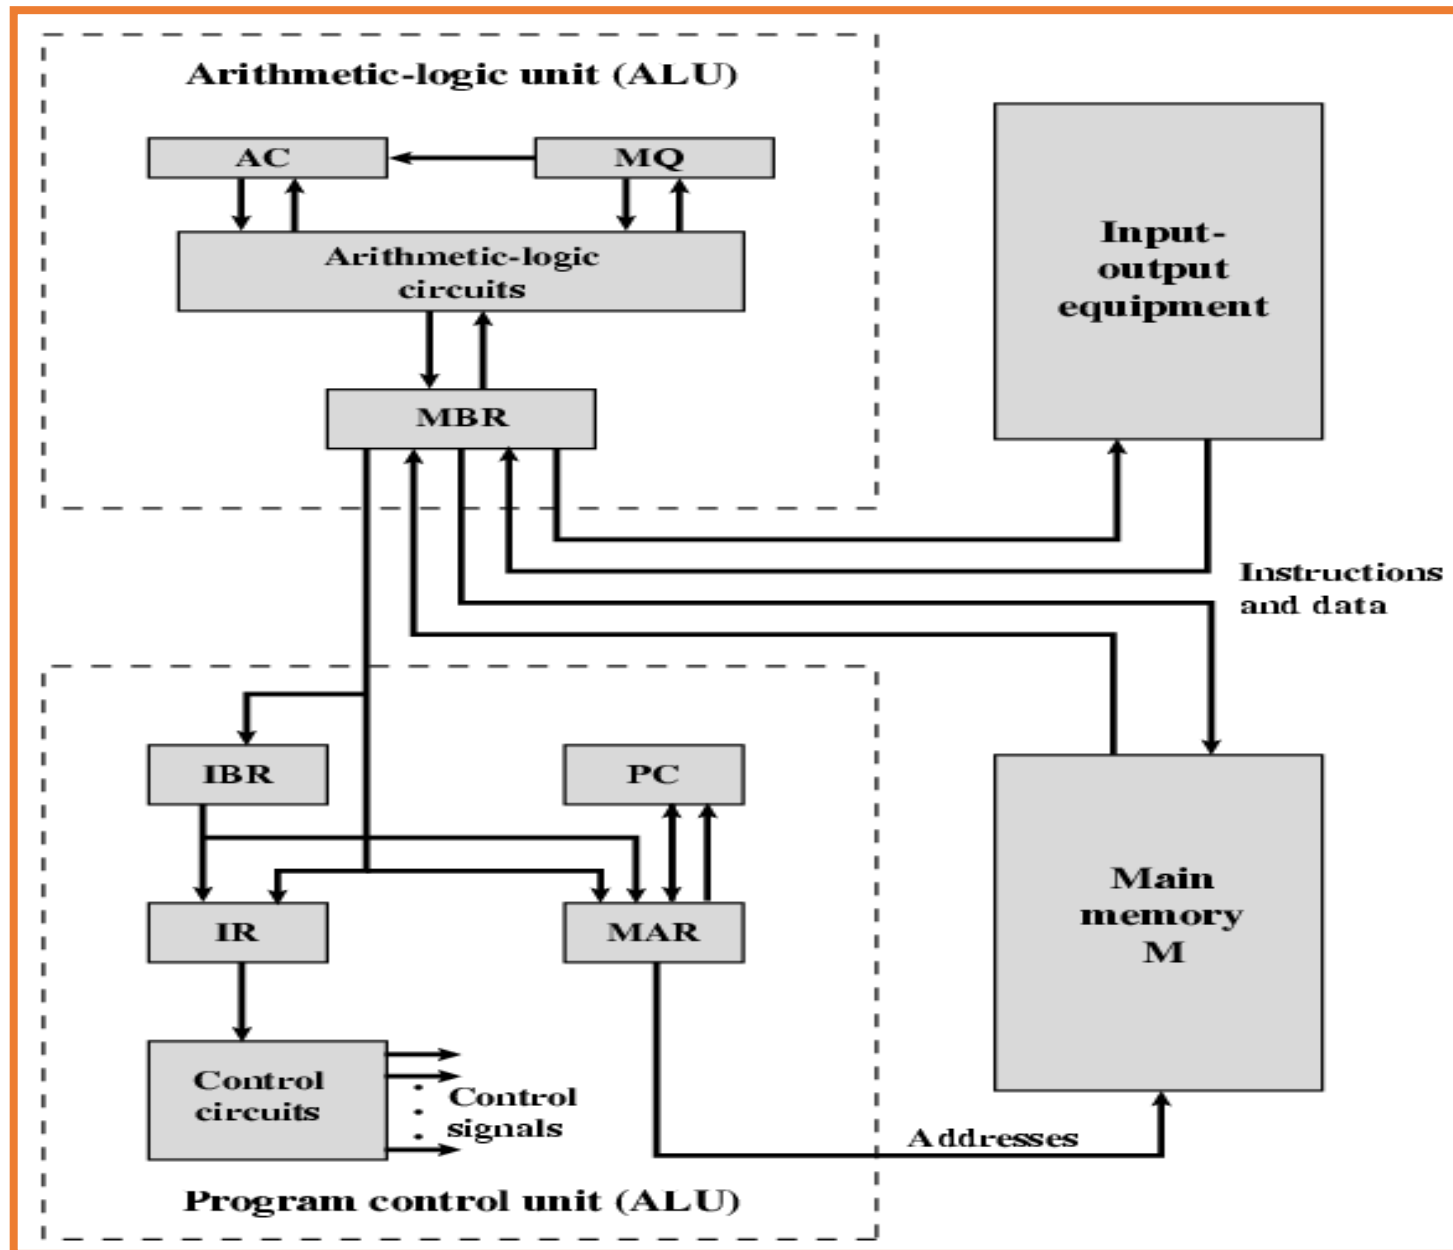 Arithmetic-logic unit (ALU)
AC
MQ
Arithmetic-logic
circuits
MBR
Input-
output
equipment
Instructions
and data
IBR
PC
IR
MAR
Main
memory
M
Control
circuits
Control
signals
Addresses
Program control unit (ALU)